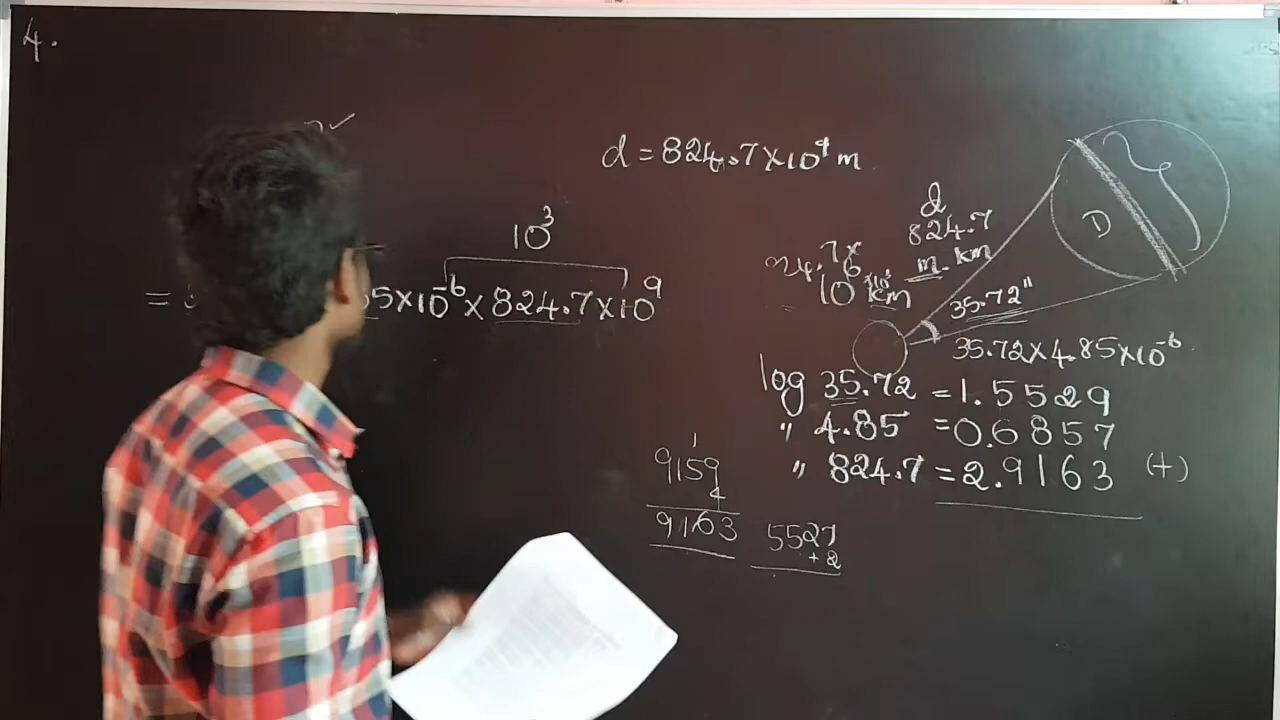 4.
d = 824.7×10⁹ m
10³
= 3
5×10⁻⁶ × 824.7×10⁹
d
824.7
m. km
D
35.72"
35.72×4.85×10⁻⁶
log 35.72 = 1.5529
" 4.85 = 0.6857
" 824.7 = 2.9163 (+)
1
9159
4
9163
5527
+ 2